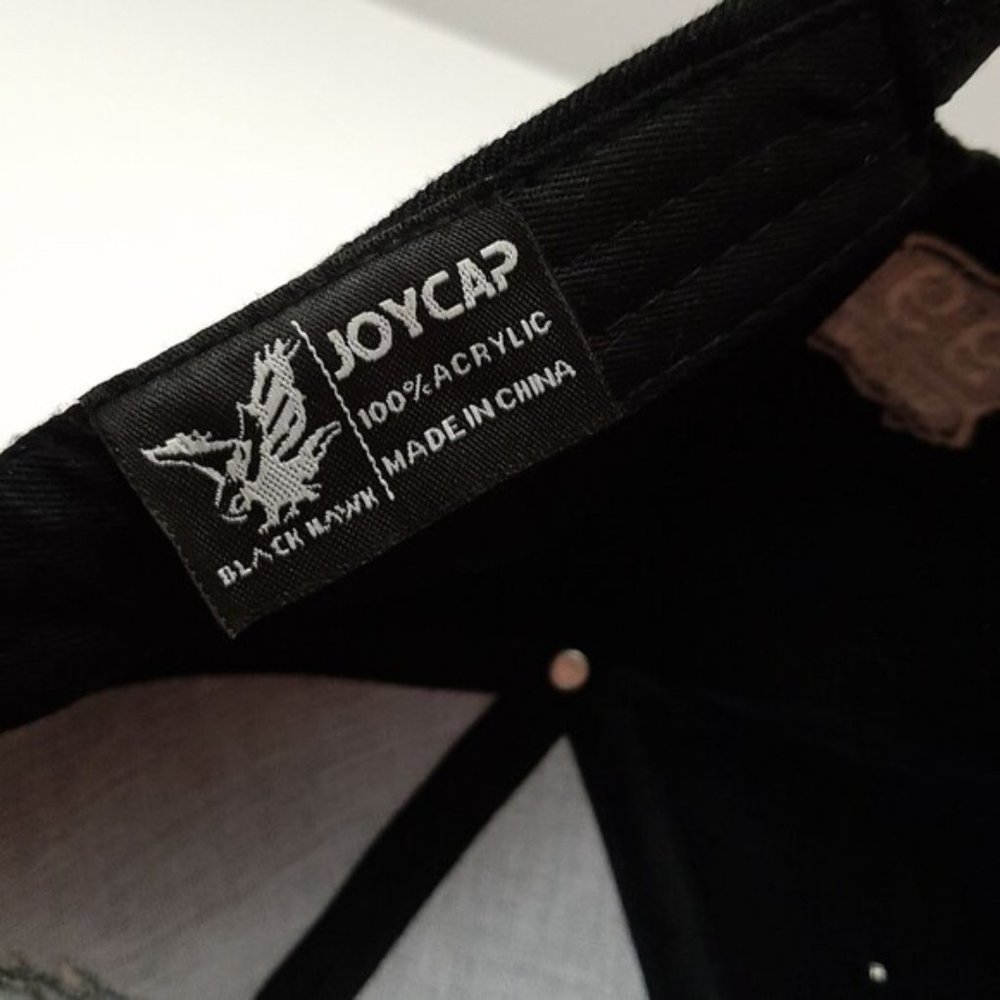 JOYCAP
100% ACRYLIC
MADE IN CHINA
BLACK HAWK